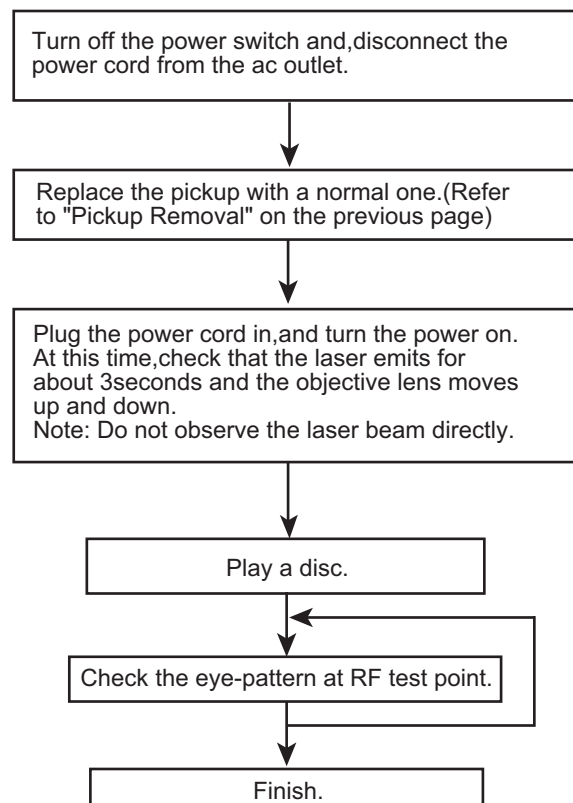 Turn off the power switch and,disconnect the
power cord from the ac outlet.
Replace the pickup with a normal one.(Refer
to "Pickup Removal" on the previous page)
Plug the power cord in,and turn the power on.
At this time,check that the laser emits for
about 3seconds and the objective lens moves
up and down.
Note: Do not observe the laser beam directly.
Play a disc.
Check the eye-pattern at RF test point.
Finish.